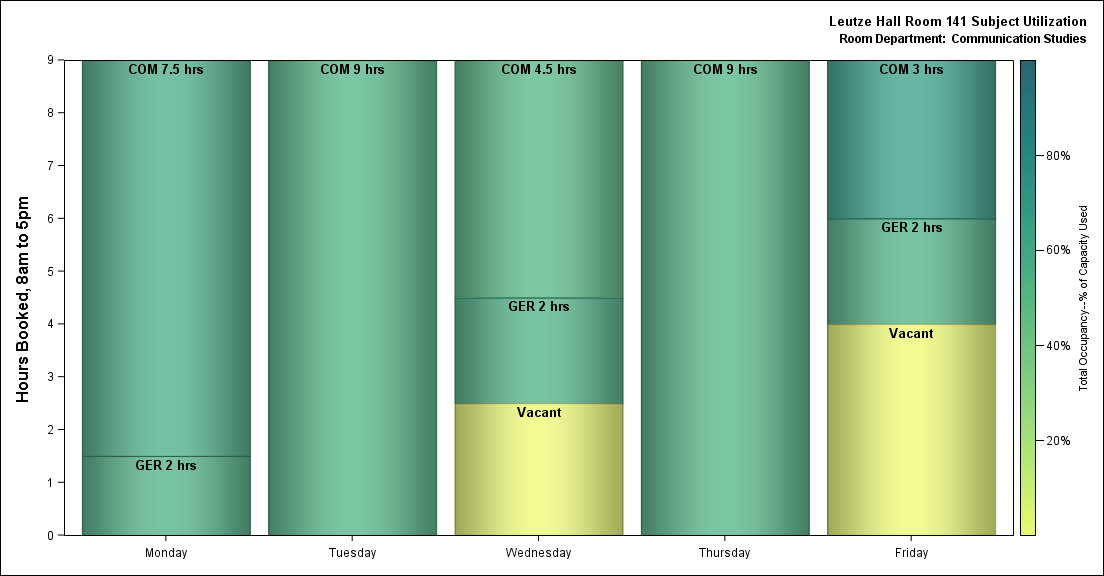 Leutze Hall Room 141 Subject Utilization
Room Department: Communication Studies
Hours Booked, 8am to 5pm
9
8
7
6
5
4
3
2
1
0
COM 7.5 hrs
GER 2 hrs
COM 9 hrs
COM 4.5 hrs
GER 2 hrs
Vacant
COM 9 hrs
COM 3 hrs
GER 2 hrs
Vacant
Monday
Tuesday
Wednesday
Thursday
Friday
80%
60%
40%
20%
Total Occupancy--% of Capacity Used